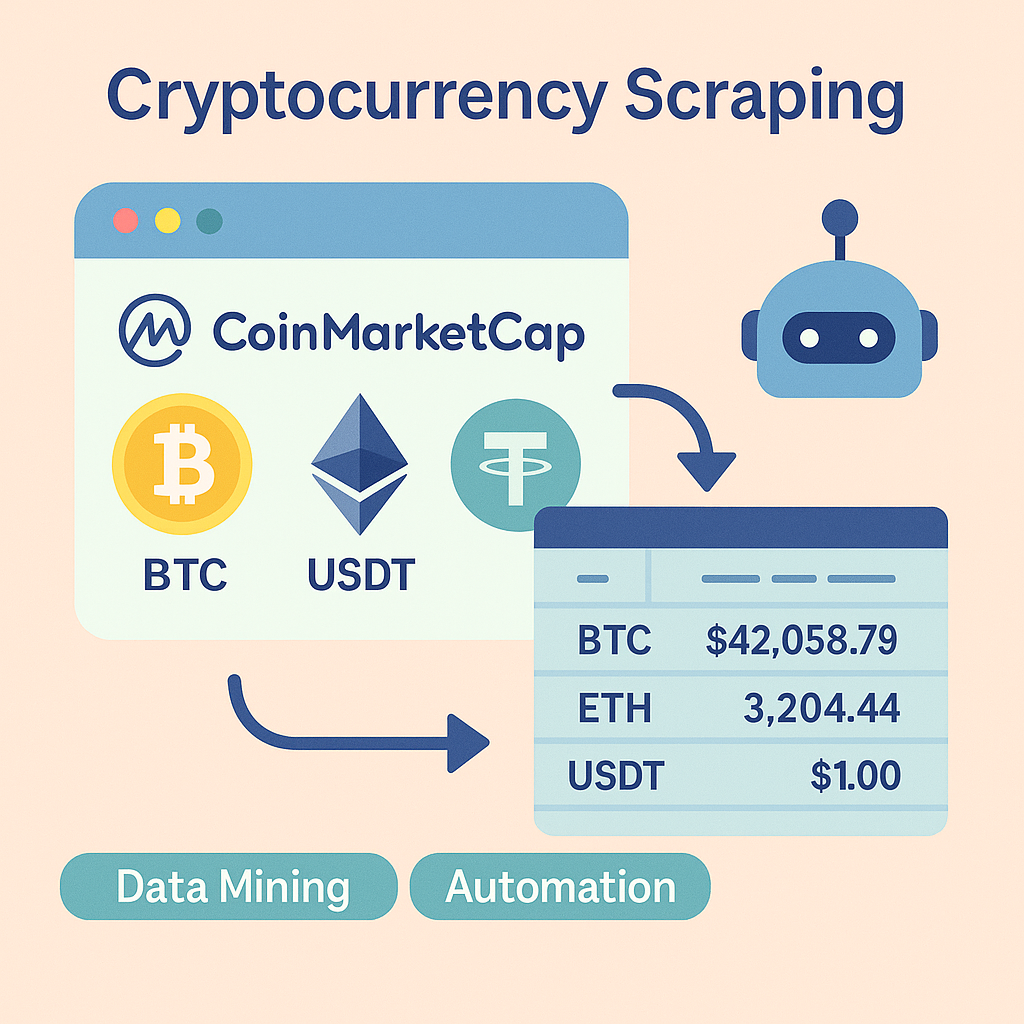 Cryptocurrency Scraping
CoinMarketCap
BTC USDT
BTC $42,058.79
ETH 3,204.44
USDT $1.00
Data Mining Automation